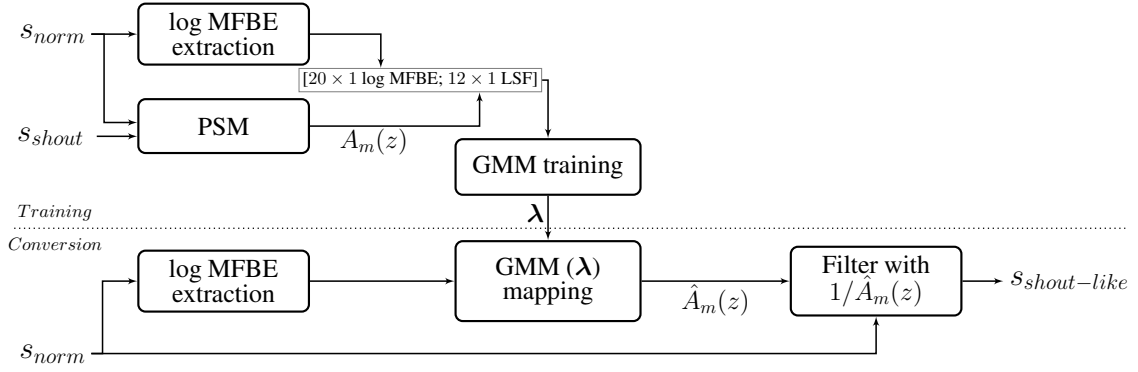 s_norm
log MFBE
extraction
[20 × 1 log MFBE; 12 × 1 LSF]
s_shout
PSM
A_m(z)
GMM training
λ
Training
Conversion
log MFBE
extraction
GMM (λ)
mapping
Â_m(z)
Filter with
1/Â_m(z)
s_shout−like
s_norm